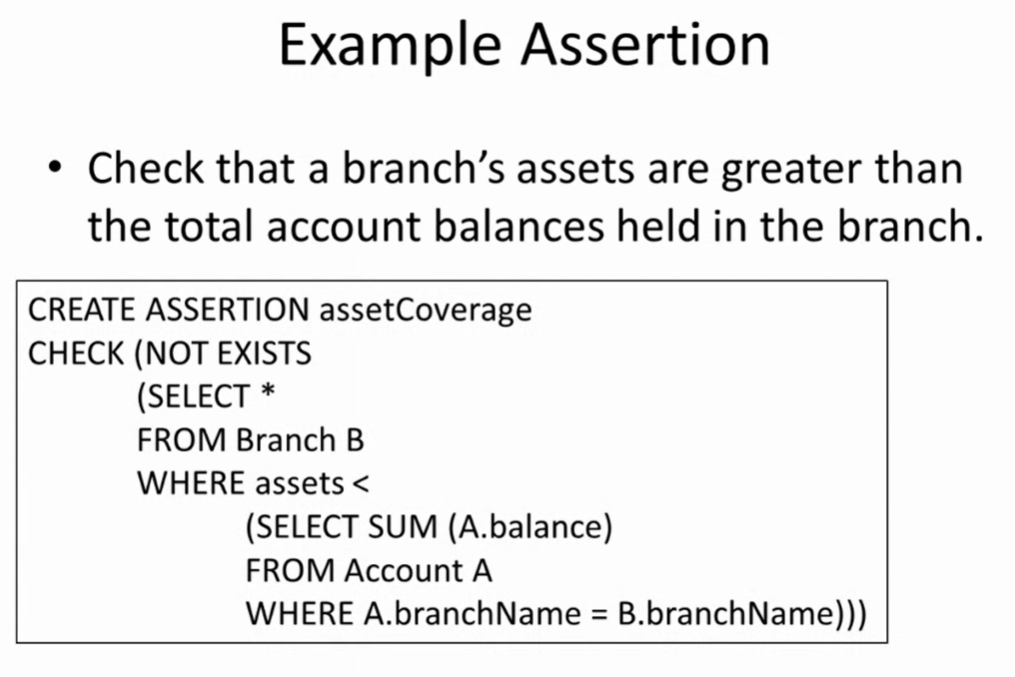 Example Assertion
• Check that a branch’s assets are greater than
the total account balances held in the branch.
CREATE ASSERTION assetCoverage
CHECK (NOT EXISTS
(SELECT *
FROM Branch B
WHERE assets <
(SELECT SUM (A.balance)
FROM Account A
WHERE A.branchName = B.branchName)))